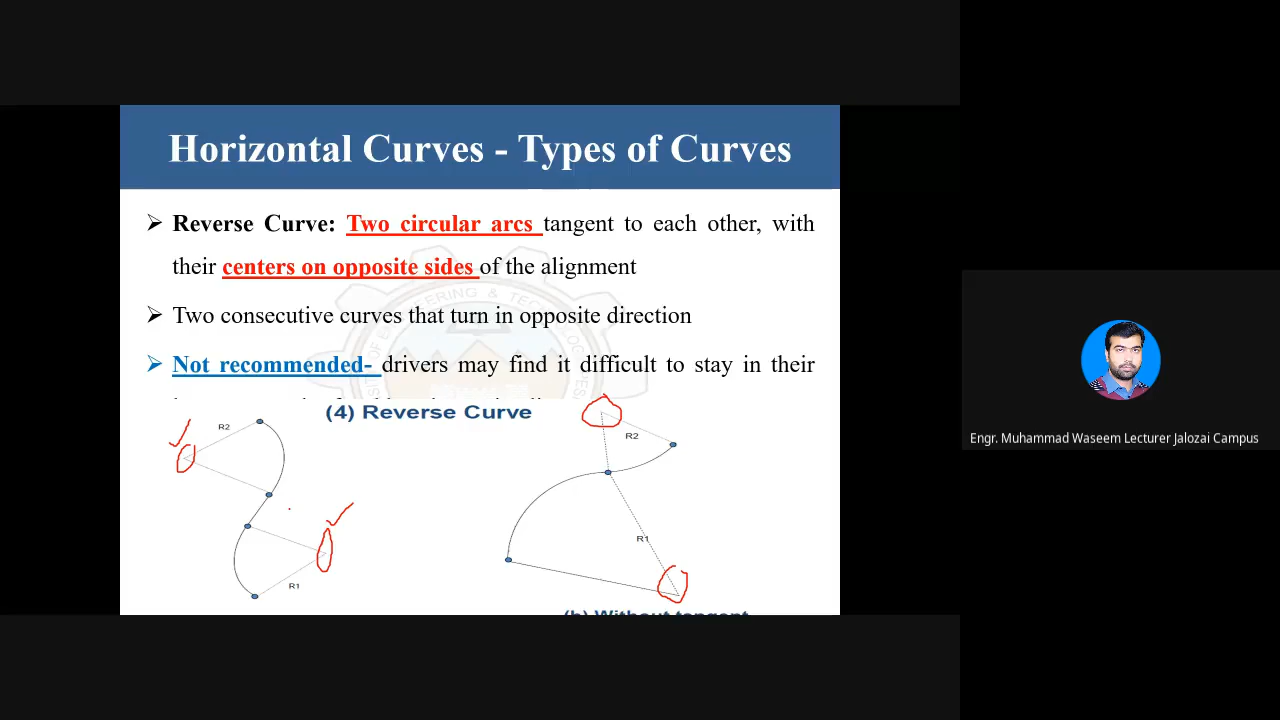 Horizontal Curves - Types of Curves
➢ Reverse Curve: Two circular arcs tangent to each other, with
their centers on opposite sides of the alignment
➢ Two consecutive curves that turn in opposite direction
➢ Not recommended- drivers may find it difficult to stay in their
(4) Reverse Curve
R2
R2
R1
R1
(b) Without tangent
Engr. Muhammad Waseem Lecturer Jalozai Campus